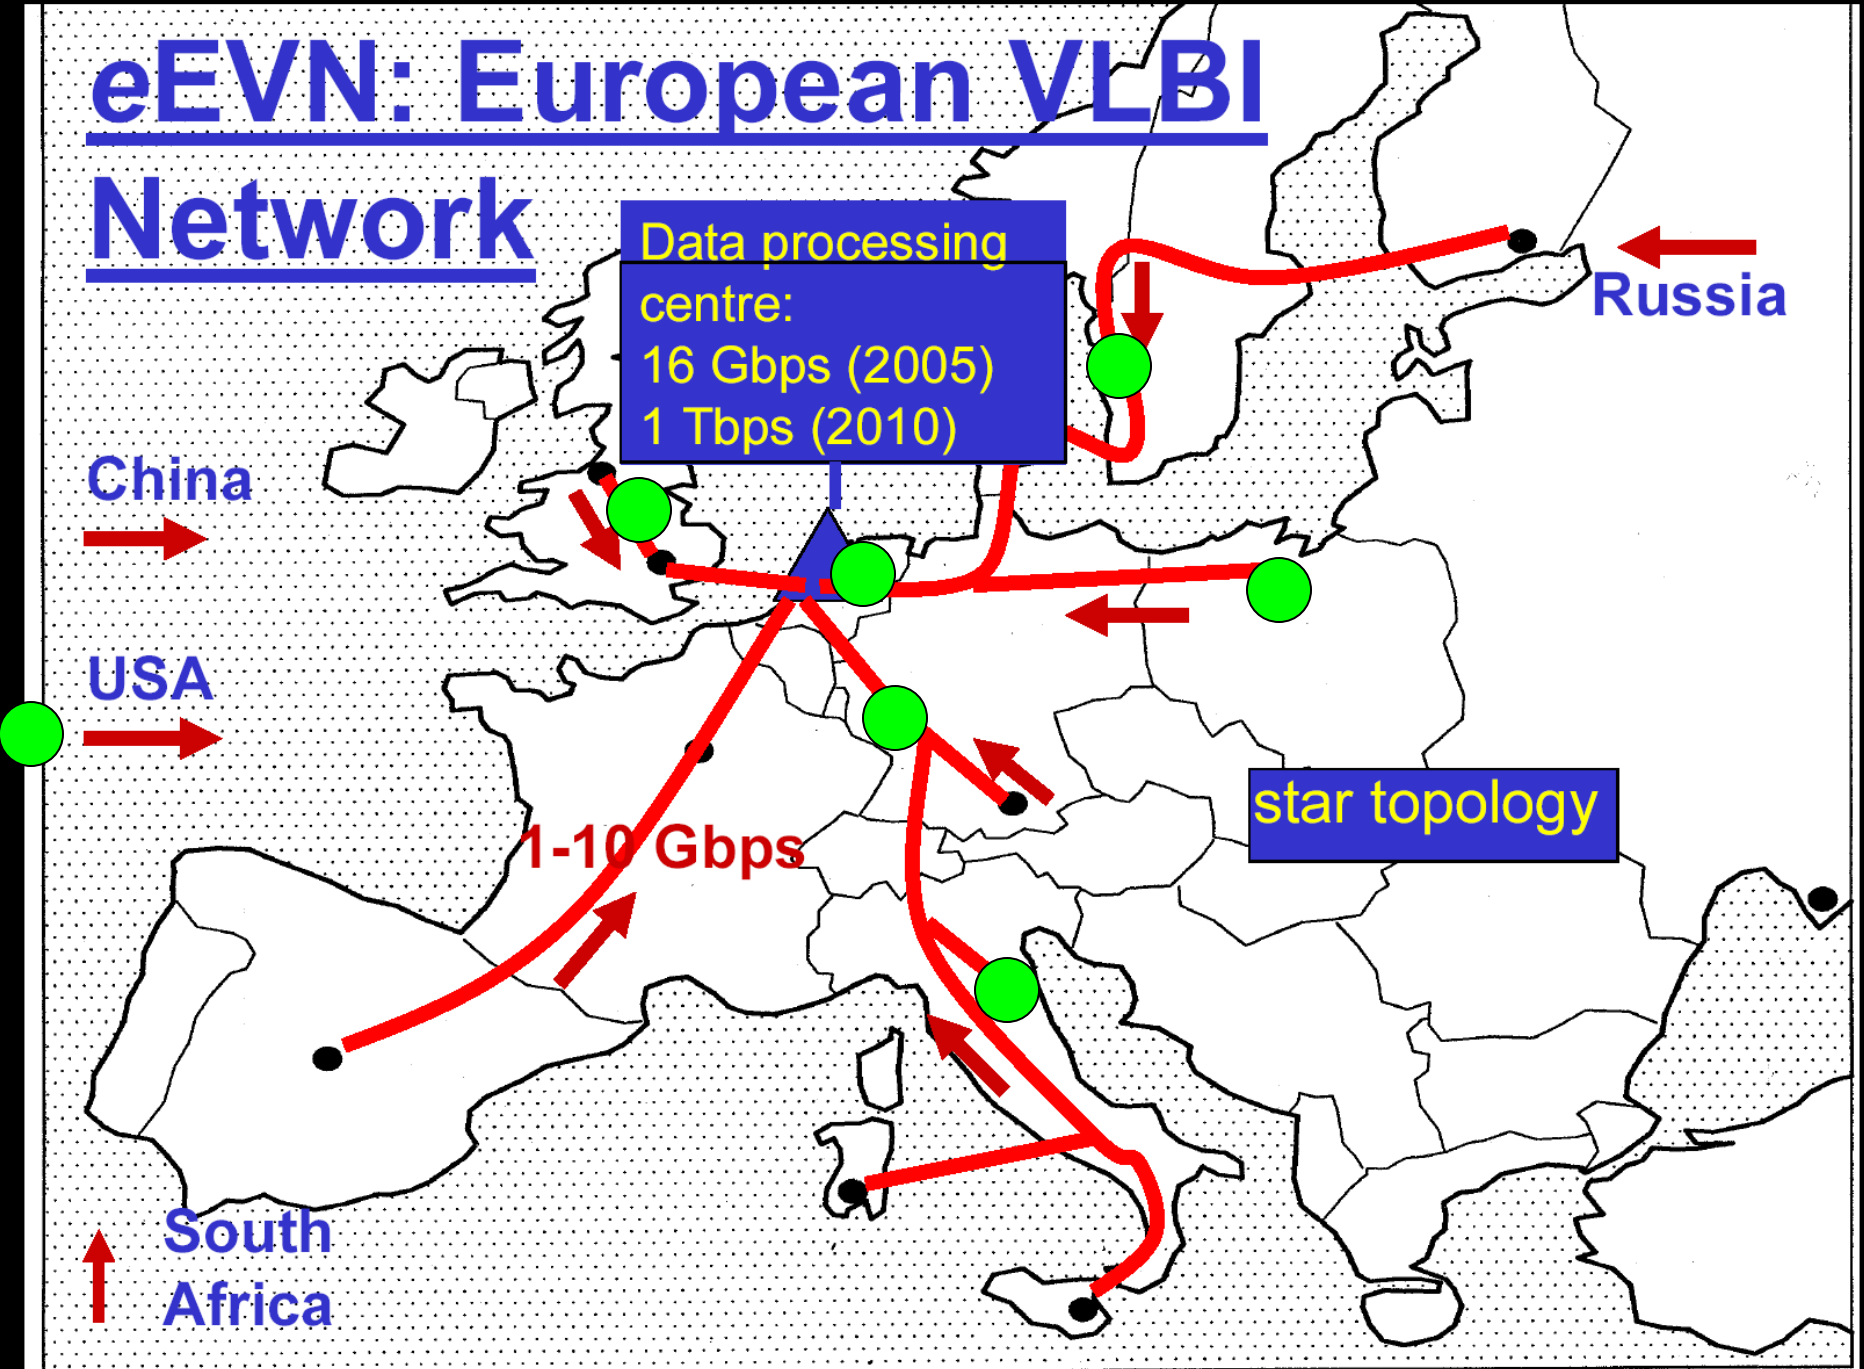 eEVN: European VLBI
Network
Data processing
centre:
16 Gbps (2005)
1 Tbps (2010)
Russia
China
USA
star topology
1-10 Gbps
South
Africa